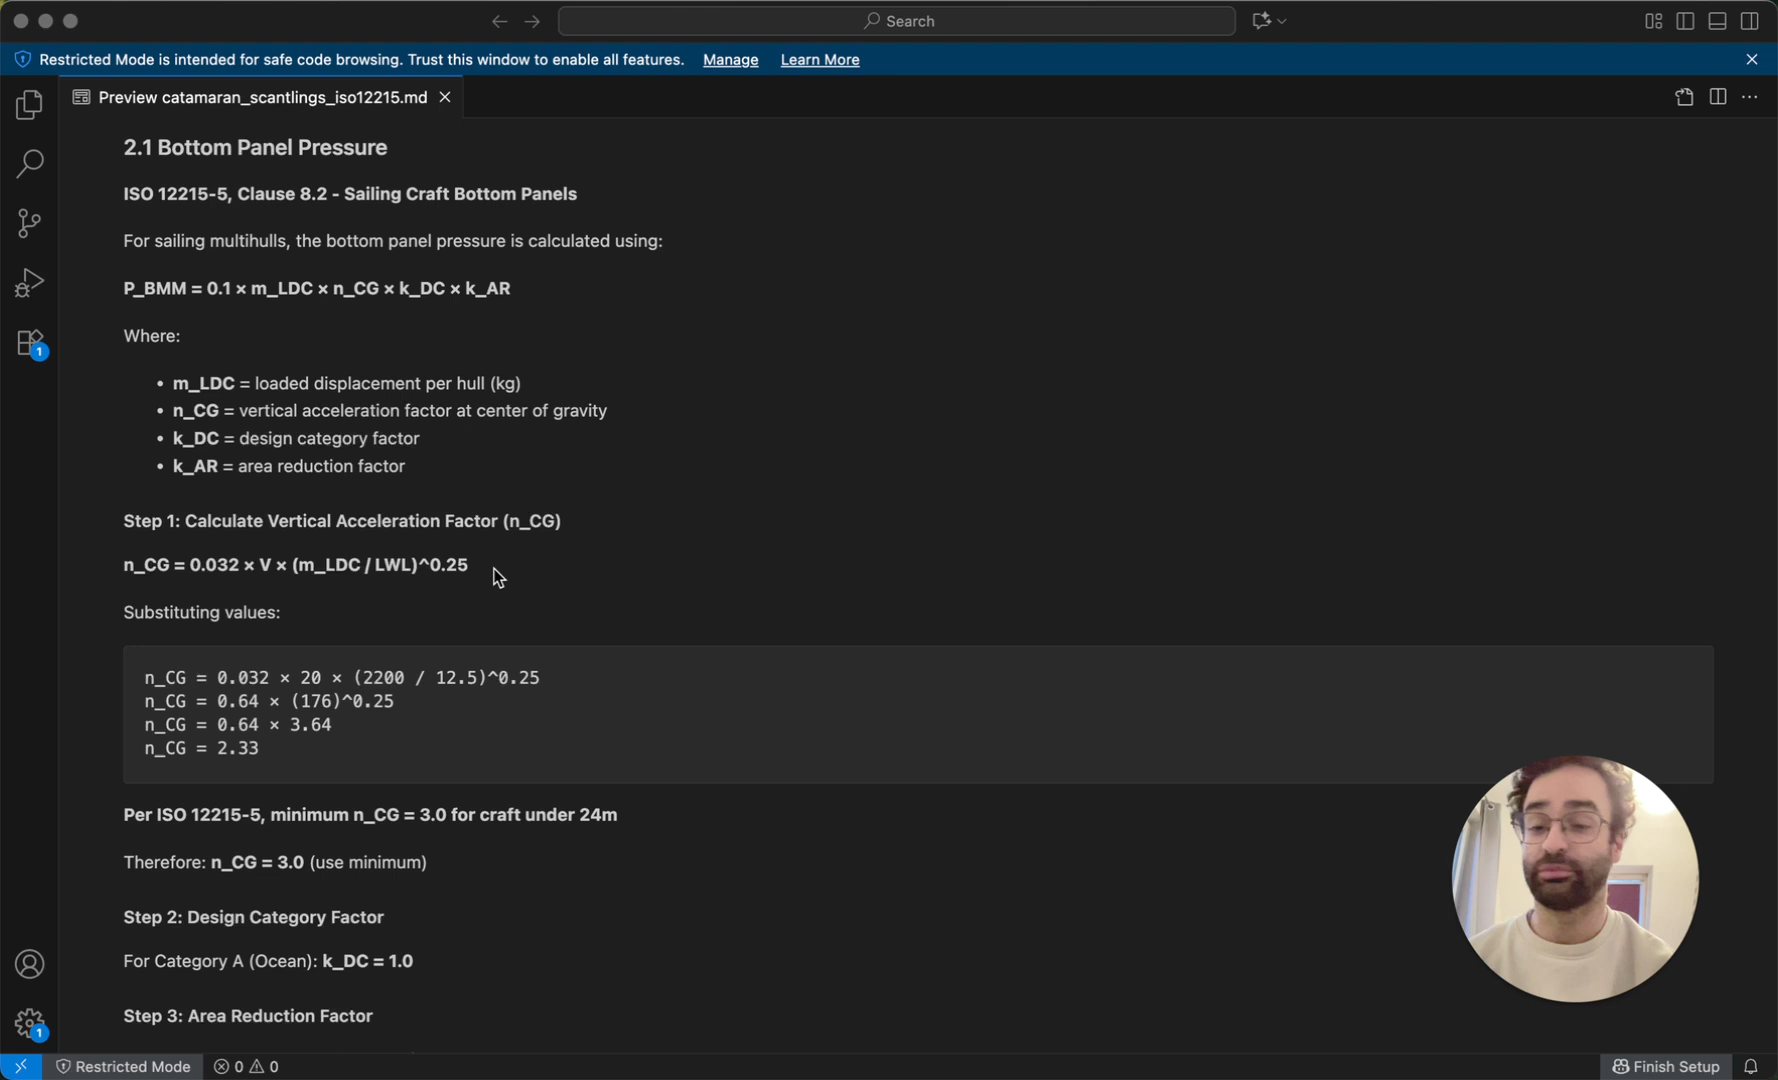 Search
Restricted Mode is intended for safe code browsing. Trust this window to enable all features. Manage Learn More
Preview catamaran_scantlings_iso12215.md
2.1 Bottom Panel Pressure
ISO 12215-5, Clause 8.2 - Sailing Craft Bottom Panels
For sailing multihulls, the bottom panel pressure is calculated using:
P_BMM = 0.1 × m_LDC × n_CG × k_DC × k_AR
Where:
• m_LDC = loaded displacement per hull (kg)
• n_CG = vertical acceleration factor at center of gravity
• k_DC = design category factor
• k_AR = area reduction factor
1
Step 1: Calculate Vertical Acceleration Factor (n_CG)
n_CG = 0.032 × V × (m_LDC / LWL)^0.25
Substituting values:
n_CG = 0.032 × 20 × (2200 / 12.5)^0.25
n_CG = 0.64 × (176)^0.25
n_CG = 0.64 × 3.64
n_CG = 2.33
Per ISO 12215-5, minimum n_CG = 3.0 for craft under 24m
Therefore: n_CG = 3.0 (use minimum)
Step 2: Design Category Factor
For Category A (Ocean): k_DC = 1.0
Step 3: Area Reduction Factor
1
Restricted Mode 0 0 Finish Setup